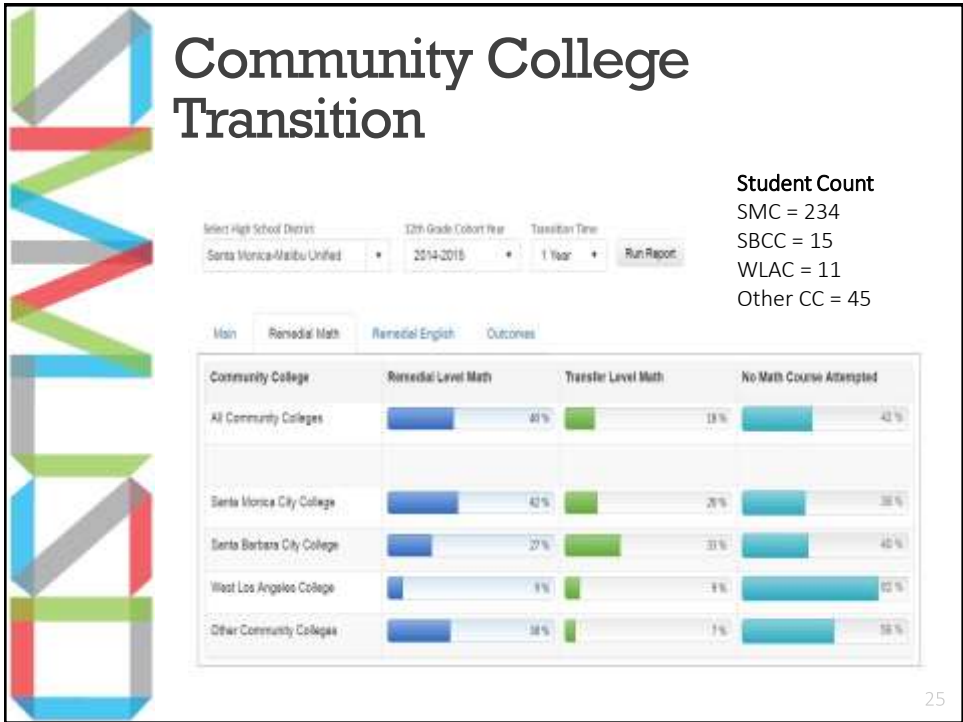 Community College
Transition
Student Count
SMC = 234
SBCC = 15
WLAC = 11
Other CC = 45
Select High School District 12th Grade Cohort Year Transition Time
Santa Monica-Malibu Unified 2014-2015 1 Year Run Report
Main Remedial Math Remedial English Outcomes
Community College Remedial Level Math Transfer Level Math No Math Course Attempted
All Community Colleges 40 % 18 % 42 %
Santa Monica City College 42 % 20 % 38 %
Santa Barbara City College 27 % 33 % 40 %
West Los Angeles College 9 % 9 % 82 %
Other Community Colleges 38 % 7 % 56 %
25